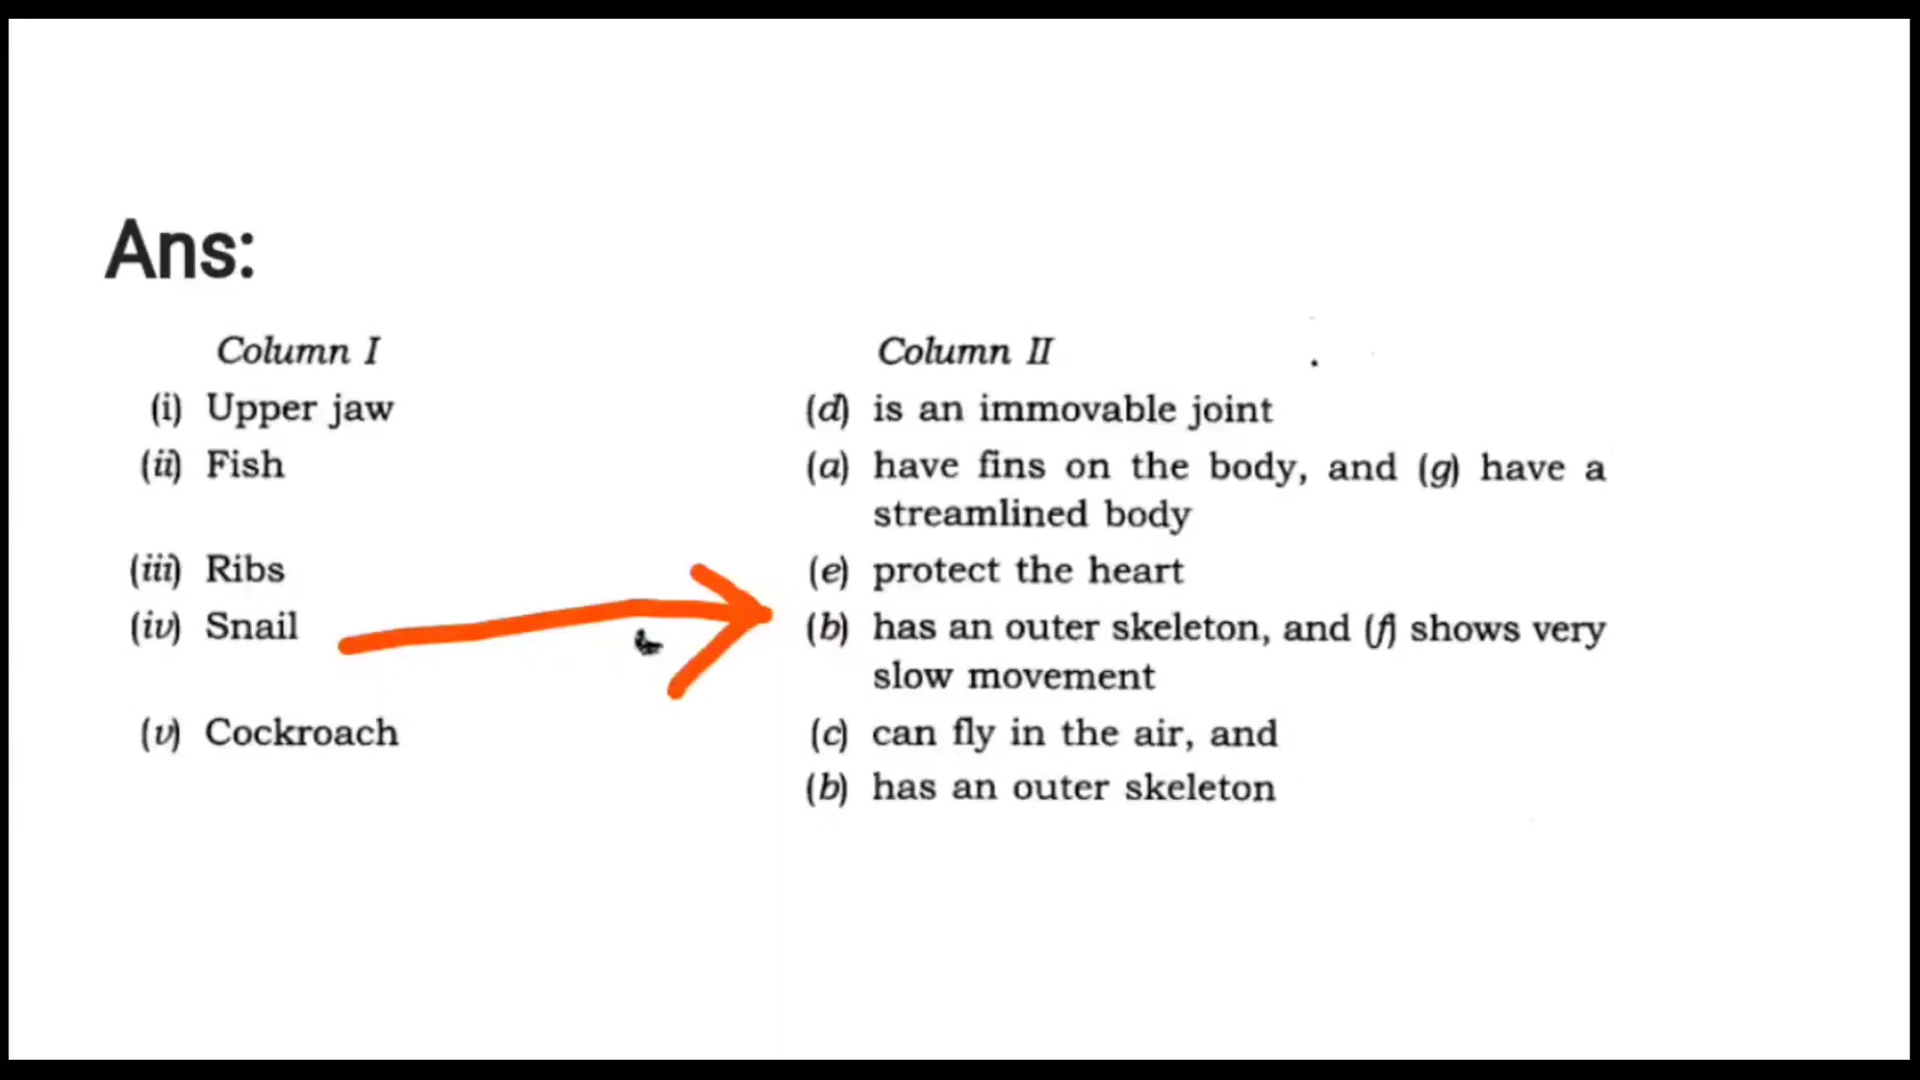 Ans:
Column I Column II
(i) Upper jaw (d) is an immovable joint
(ii) Fish (a) have fins on the body, and (g) have a
streamlined body
(iii) Ribs (e) protect the heart
(iv) Snail (b) has an outer skeleton, and (f) shows very
slow movement
(v) Cockroach (c) can fly in the air, and
(b) has an outer skeleton